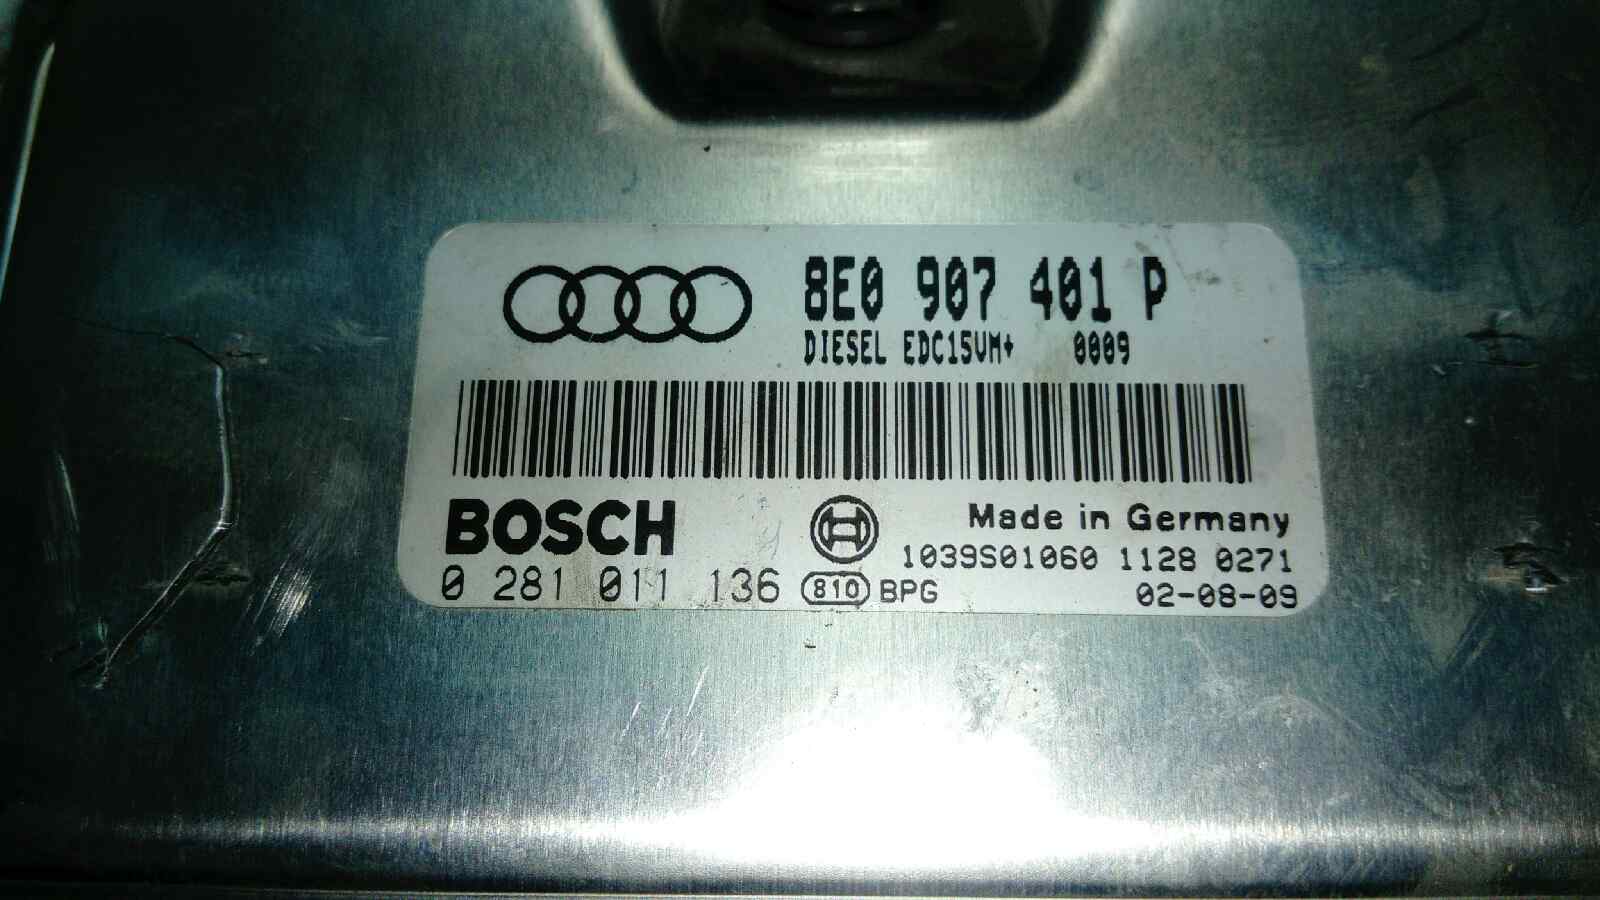 8E0 907 401 P
DIESEL EDC15VM+ 0009
BOSCH
Made in Germany
1039S01060 1128 0271
0 281 011 136 810 BPG 02-08-09